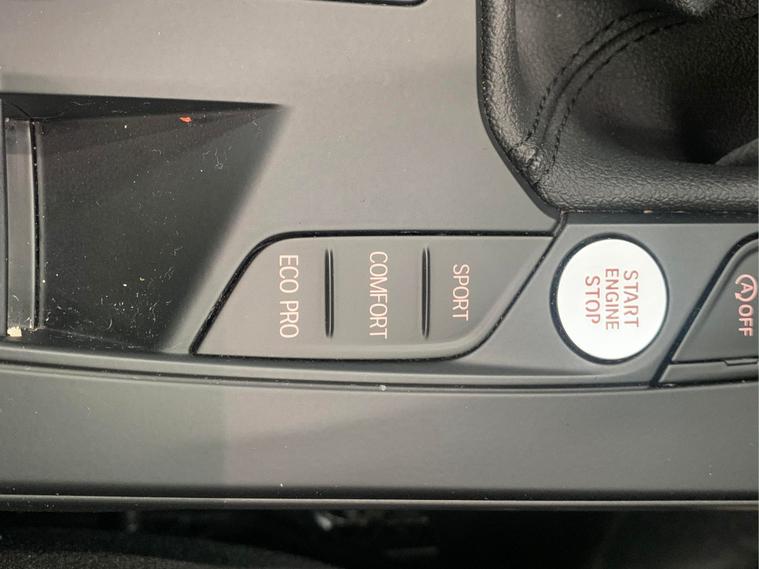 SPORT
COMFORT
ECO PRO
START
ENGINE
STOP
A OFF